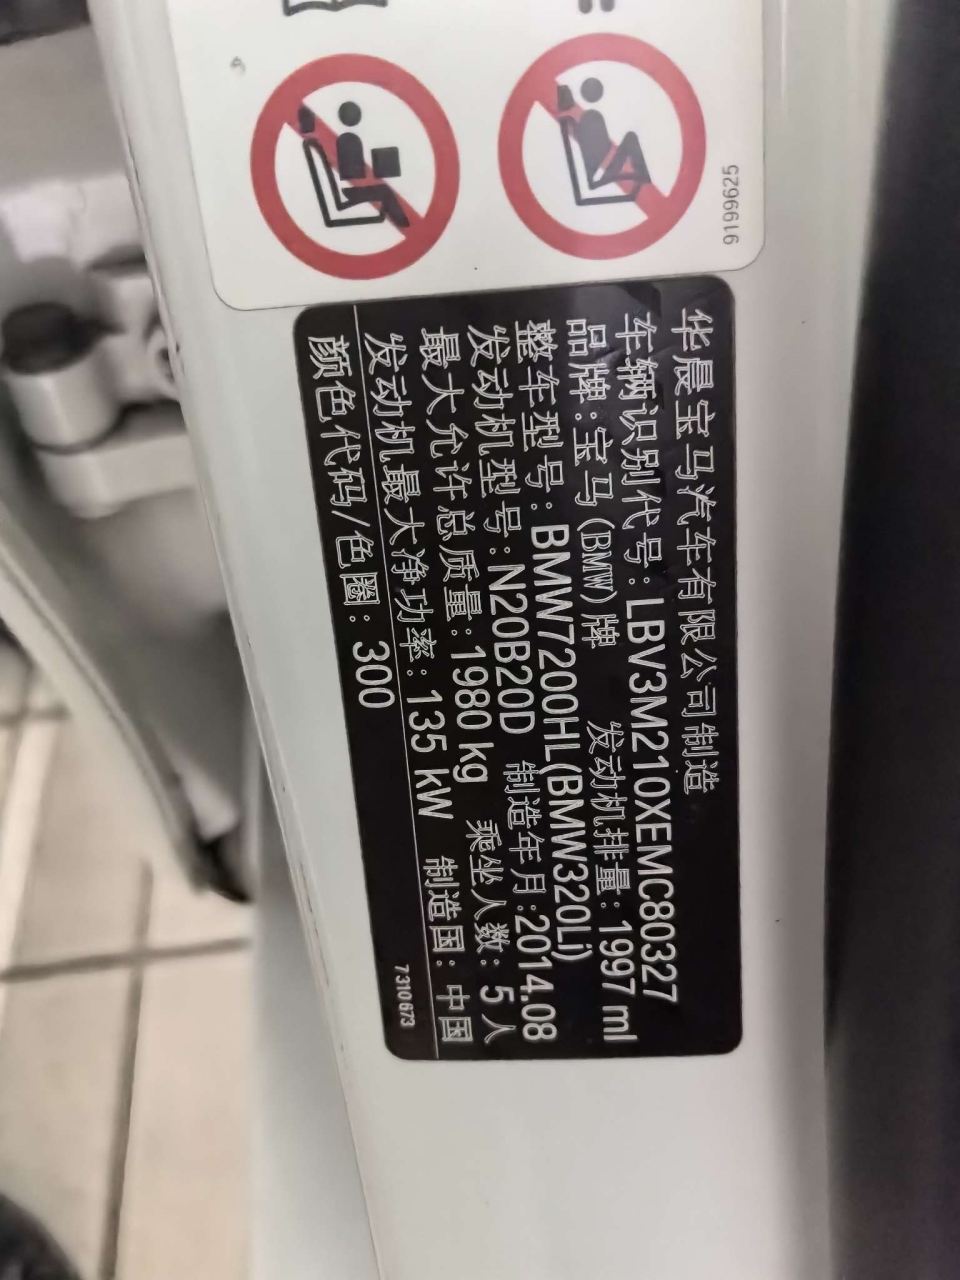 9199625
华晨宝马汽车有限公司制造
车辆识别代号:LBV3M210XEMC80327
品牌:宝马(BMW)牌 发动机排量:1997 ml
整车型号:BMW7200HL(BMW320Li)
发动机型号:N20B20D 制造年月:2014.08
最大允许总质量:1980 kg 乘坐人数:5人
发动机最大净功率:135 kW 制造国:中国
颜色代码/色圈:300
7 310 673